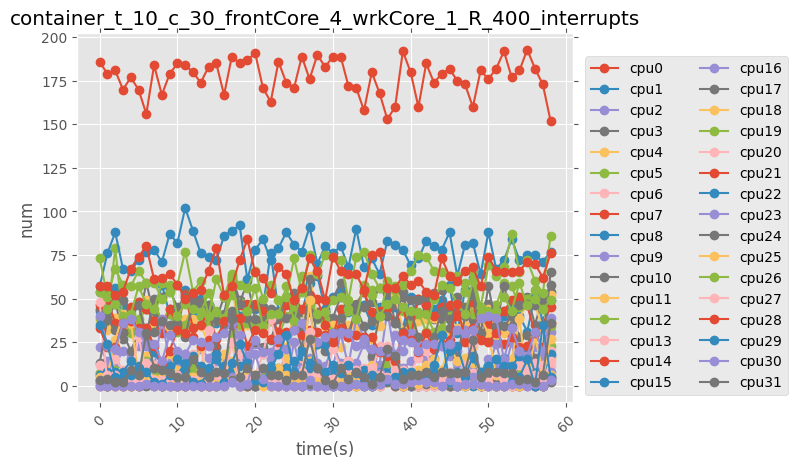 container_t_10_c_30_frontCore_4_wrkCore_1_R_400_interrupts
200
175
150
125
100
75
50
25
0
num
0
10
20
30
40
50
60
time(s)
cpu0
cpu1
cpu2
cpu3
cpu4
cpu5
cpu6
cpu7
cpu8
cpu9
cpu10
cpu11
cpu12
cpu13
cpu14
cpu15
cpu16
cpu17
cpu18
cpu19
cpu20
cpu21
cpu22
cpu23
cpu24
cpu25
cpu26
cpu27
cpu28
cpu29
cpu30
cpu31